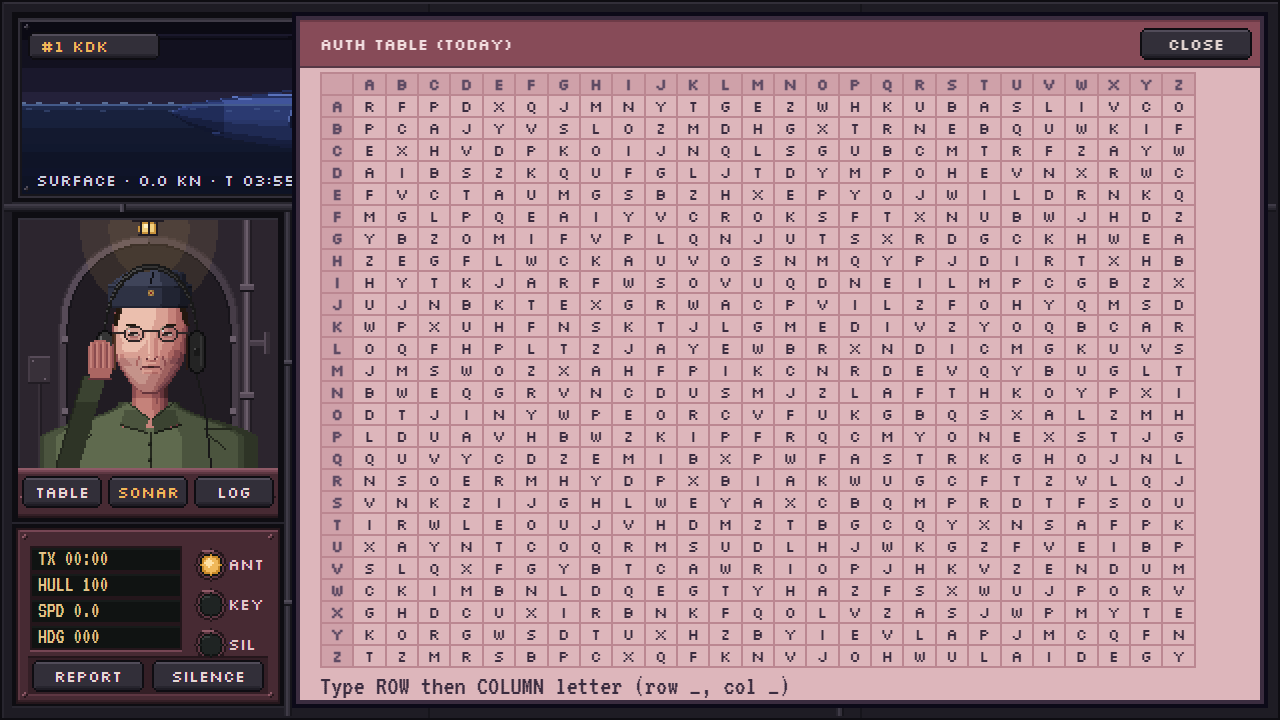 #1 KDK
SURFACE · 0.0 KN · T 03:55
TABLE
SONAR
LOG
TX 00:00
HULL 100
SPD 0.0
HDG 000
ANT
KEY
SIL
REPORT
SILENCE
AUTH TABLE (TODAY)
CLOSE
A B C D E F G H I J K L M N O P Q R S T U V W X Y Z
A R F P D X Q J M N Y T G E Z W H K U B A S L I V C O
B P C A J Y V S L O Z M D H G X T R N E B Q U W K I F
C E X H V D P K O I J N Q L S G U B C M T R F Z A Y W
D A I B S Z K Q U F G L J T D Y M P O H E V N X R W C
E F V C T A U M G S B Z H X E P Y O J W I L D R N K Q
F M G L P Q E A I Y V C R O K S F T X N U B W J H D Z
G Y B Z O M I F V P L Q N J U T S X R D G C K H W E A
H Z E G F L W C K A U V O S N M Q Y P J D I R T X H B
I H Y T K J A R F W S O V U Q D N E I L M P C G B Z X
J U J N B K T E X G R W A C P V I L Z F O H Y Q M S D
K W P X U H F N S K T J L G M E D I V Z Y O Q B C A R
L O Q F H P L T Z J A Y E W B R X N D I C M G K U V S
M J M S W O Z X A H F P I K C N R D E V Q Y B U G L T
N B W E Q G R V N C D U S M J Z L A F T H K O Y P X I
O D T J I N Y W P E O R C V F U K G B Q S X A L Z M H
P L D U A V H B W Z K I P F R Q C M Y O N E X S T J G
Q Q U V Y C D Z E M I B X P W F A S T R K G H O J N L
R N S O E R M H Y D P X B I A K W U G C F T Z V L Q J
S V N K Z I J G H L W E Y A X C B Q M P R D T F S O U
T I R W L E O U J V H D M Z T B G C Q Y X N S A F P K
U X A Y N T C O Q R M S U D L H J W K G Z F V E I B P
V S L Q X F G Y B T C A W R I O P J H K V Z E N D U M
W C K I M B N L D Q E G T Y H A Z F S X W U J P O R V
X G H D C U X I R B N K F Q O L V Z A S J W P M Y T E
Y K O R G W S D T U X H Z B Y I E V L A P J M C Q F N
Z T Z M R S B P C X Q F K N V J O H W U L A I D E G Y
Type ROW then COLUMN letter (row _, col _)